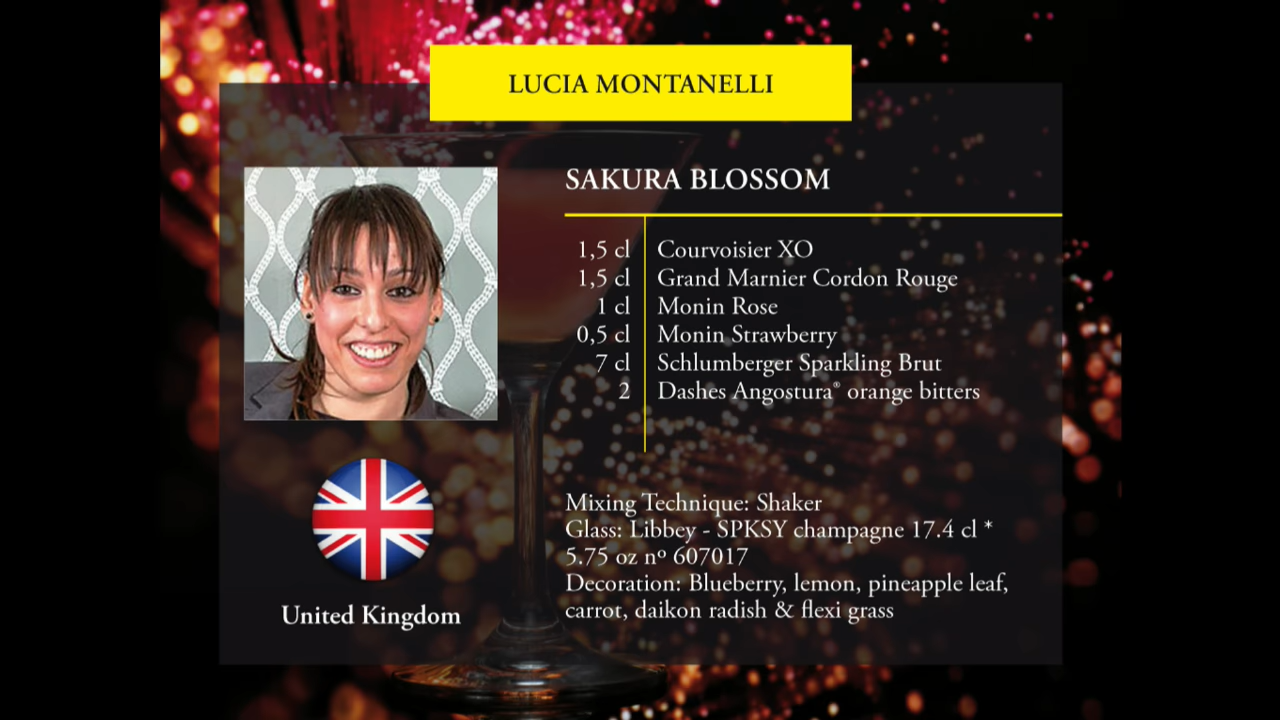 LUCIA MONTANELLI
SAKURA BLOSSOM
1,5 cl Courvoisier XO
1,5 cl Grand Marnier Cordon Rouge
1 cl Monin Rose
0,5 cl Monin Strawberry
7 cl Schlumberger Sparkling Brut
2 Dashes Angostura® orange bitters
Mixing Technique: Shaker
Glass: Libbey - SPKSY champagne 17.4 cl *
5.75 oz nº 607017
Decoration: Blueberry, lemon, pineapple leaf,
carrot, daikon radish & flexi grass
United Kingdom